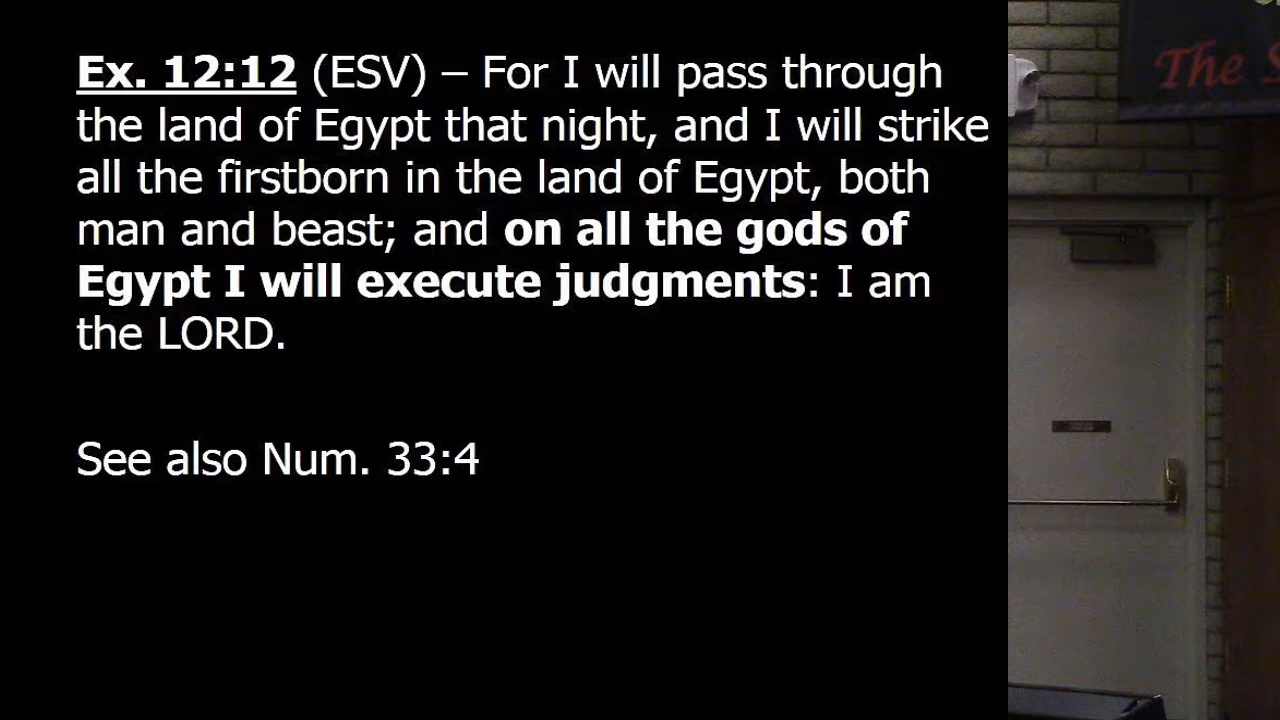 Ex. 12:12 (ESV) – For I will pass through
the land of Egypt that night, and I will strike
all the firstborn in the land of Egypt, both
man and beast; and on all the gods of
Egypt I will execute judgments: I am
the LORD.
See also Num. 33:4
The